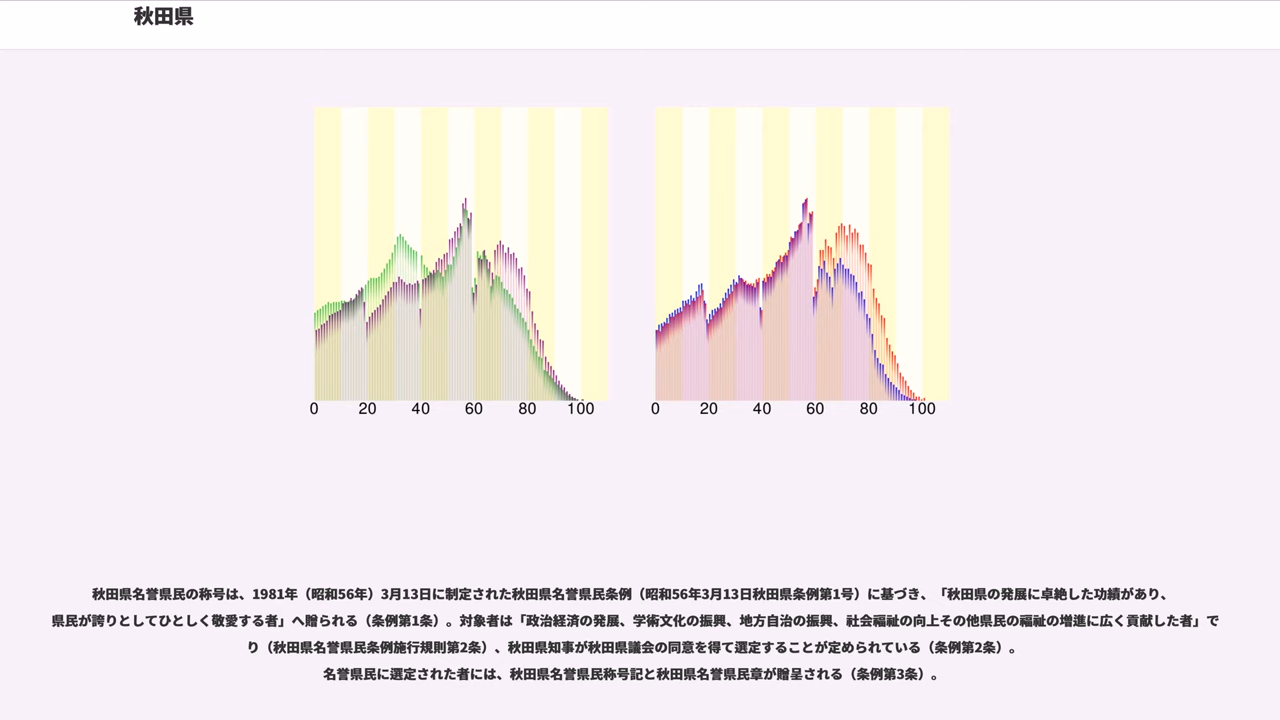 秋田県
0 20 40 60 80 100
0 20 40 60 80 100
秋田県名誉県民の称号は、1981年（昭和56年）3月13日に制定された秋田県名誉県民条例（昭和56年3月13日秋田県条例第1号）に基づき、「秋田県の発展に卓絶した功績があり、
県民が誇りとしてひとしく敬愛する者」へ贈られる（条例第1条）。対象者は「政治経済の発展、学術文化の振興、地方自治の振興、社会福祉の向上その他県民の福祉の増進に広く貢献した者」で
り（秋田県名誉県民条例施行規則第2条）、秋田県知事が秋田県議会の同意を得て選定することが定められている（条例第2条）。
名誉県民に選定された者には、秋田県名誉県民称号記と秋田県名誉県民章が贈呈される（条例第3条）。